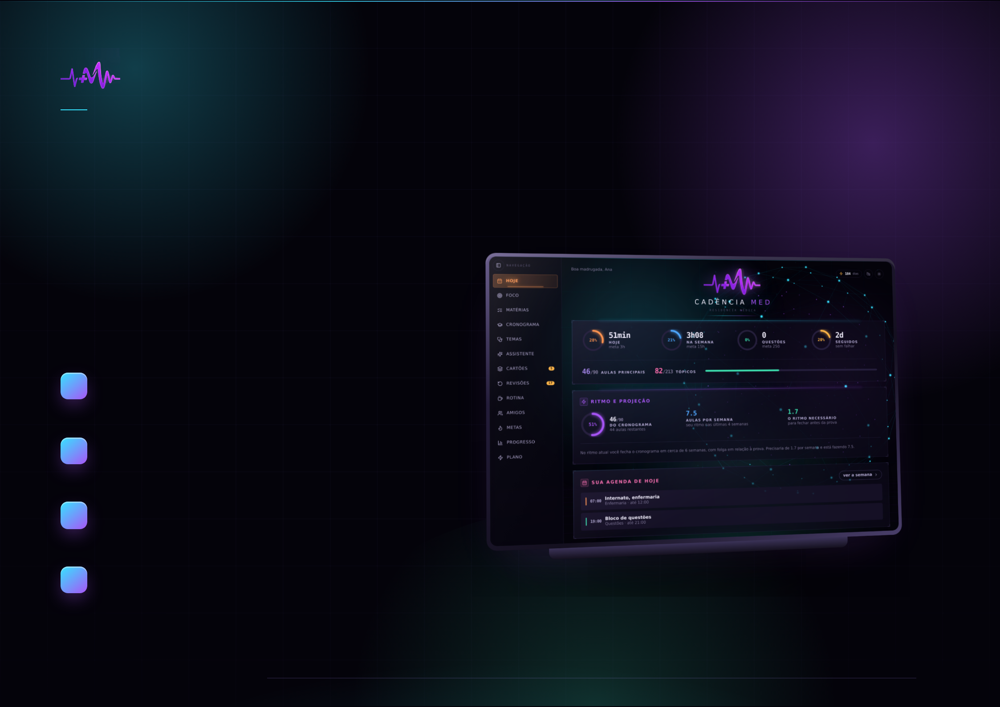 NAVEGAÇÃO
HOJE
FOCO
MATÉRIAS
CRONOGRAMA
TEMAS
ASSISTENTE
CARTÕES 5
REVISÕES 17
ROTINA
AMIGOS
METAS
PROGRESSO
PLANO
Boa madrugada, Ana
184 dias
CADÊNCIA MED
RESIDÊNCIA MÉDICA
28% 51min HOJE meta 3h
21% 3h08 NA SEMANA meta 15h
0% 0 QUESTÕES meta 250
20% 2d SEGUIDOS sem falhar
46/90 AULAS PRINCIPAIS 82/213 TÓPICOS
RITMO E PROJEÇÃO
51% 46/90 DO CRONOGRAMA 44 aulas restantes
7.5 AULAS POR SEMANA seu ritmo nas últimas 4 semanas
1.7 O RITMO NECESSÁRIO para fechar antes da prova
No ritmo atual você fecha o cronograma em cerca de 6 semanas, com folga em relação à prova. Precisaria de 1.7 por semana e está fazendo 7.5.
SUA AGENDA DE HOJE
ver a semana
07:00 Internato, enfermaria
Enfermaria · até 12:00
19:00 Bloco de questões
Questões · até 21:00